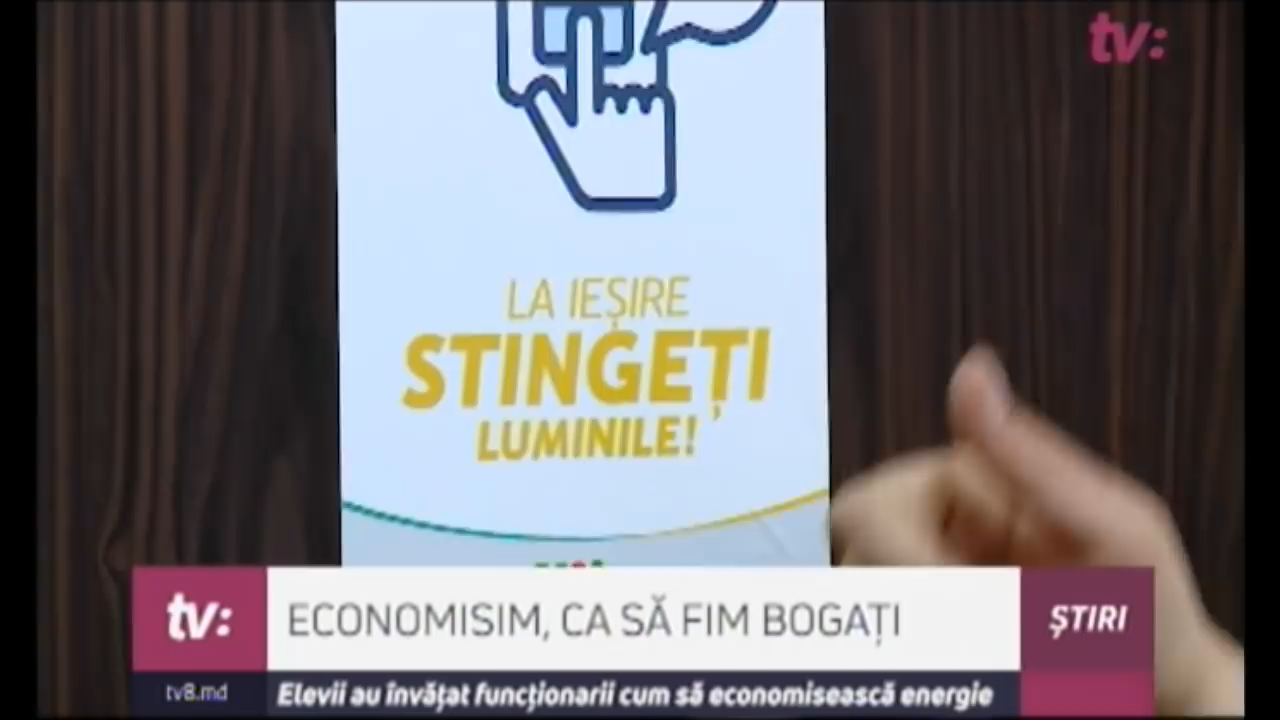 tv:
LA IEȘIRE
STINGEȚI
LUMINILE!
tv:
ECONOMISIM, CA SĂ FIM BOGAȚI
ȘTIRI
tv8.md
Elevii au învățat funcționarii cum să economisească energie